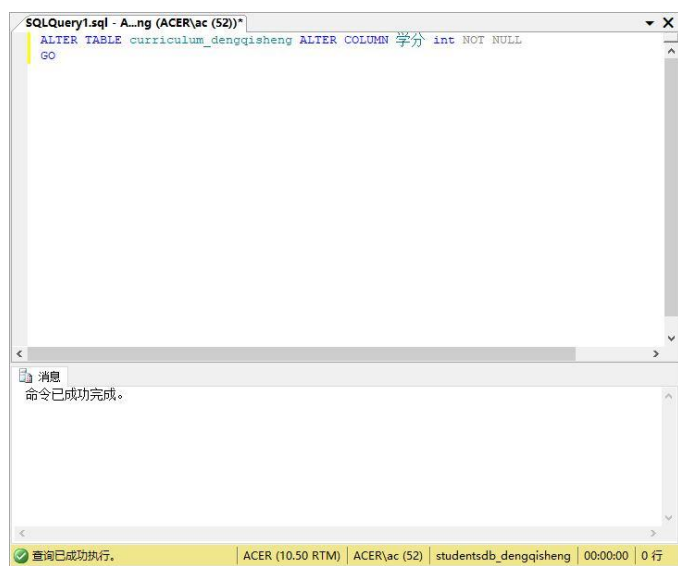 SQLQuery1.sql - A...ng (ACER\ac (52))*
ALTER TABLE curriculum_dengqisheng ALTER COLUMN 学分 int NOT NULL
GO
消息
命令已成功完成。
查询已成功执行。 ACER (10.50 RTM) ACER\ac (52) studentsdb_dengqisheng 00:00:00 0 行